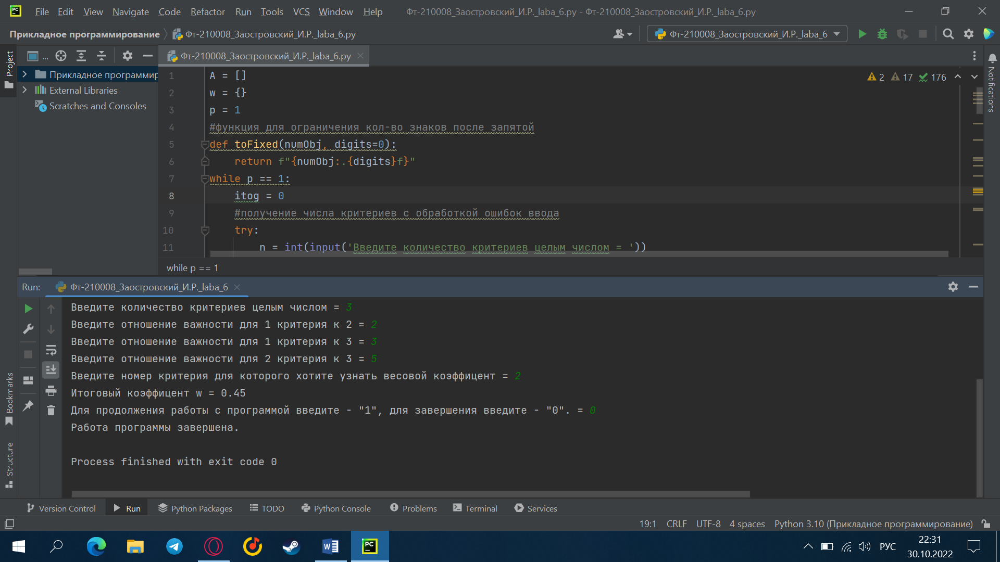 File Edit View Navigate Code Refactor Run Tools VCS Window Help Фт-210008_Заостровский_И.Р._laba_6.py - Фт-210008_Заостровский_И.Р._laba_6.py
Прикладное программирование Фт-210008_Заостровский_И.Р._laba_6.py Фт-210008_Заостровский_И.Р._laba_6
Project
... Фт-210008_Заостровский_И.Р._laba_6.py
Прикладное программир
External Libraries
Scratches and Consoles
2 17 176
Notifications
1 A = []
2 w = {}
3 p = 1
4 #функция для ограничения кол-во знаков после запятой
5 def toFixed(numObj, digits=0):
6 return f"{numObj:.{digits}f}"
7 while p == 1:
8 itog = 0
9 #получение числа критериев с обработкой ошибок ввода
10 try:
11 n = int(input('Введите количество критериев целым числом = '))
while p == 1
Run: Фт-210008_Заостровский_И.Р._laba_6
Введите количество критериев целым числом = 3
Введите отношение важности для 1 критерия к 2 = 2
Введите отношение важности для 1 критерия к 3 = 3
Введите отношение важности для 2 критерия к 3 = 5
Введите номер критерия для которого хотите узнать весовой коэффицент = 2
Итоговый коэффицент w = 0.45
Для продолжения работы с программой введите - "1", для завершения введите - "0". = 0
Работа программы завершена.
Process finished with exit code 0
Bookmarks
Structure
Version Control Run Python Packages TODO Python Console Problems Terminal Services
19:1 CRLF UTF-8 4 spaces Python 3.10 (Прикладное программирование)
РУС
22:31
30.10.2022